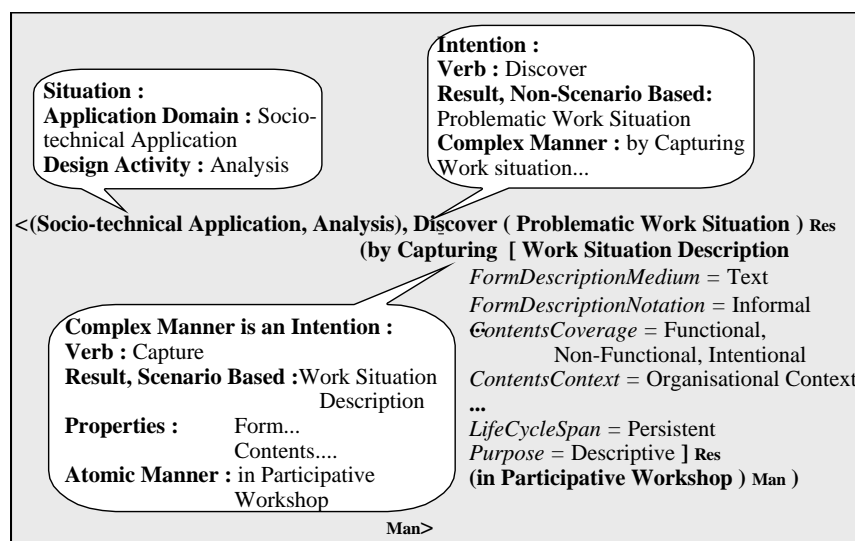 Situation :
Application Domain : Socio-
technical Application
Design Activity : Analysis
Intention :
Verb : Discover
Result, Non-Scenario Based:
Problematic Work Situation
Complex Manner : by Capturing
Work situation...
<(Socio-technical Application, Analysis), Discover ( Problematic Work Situation ) Res
(by Capturing [ Work Situation Description
FormDescriptionMedium = Text
FormDescriptionNotation = Informal
...
ContentsCoverage = Functional,
Non-Functional, Intentional
ContentsContext = Organisational Context
...
LifeCycleSpan = Persistent
Purpose = Descriptive ] Res
(in Participative Workshop ) Man )
Complex Manner is an Intention :
Verb : Capture
Result, Scenario Based :Work Situation
Description
Properties : Form...
Contents....
Atomic Manner : in Participative
Workshop
Man>